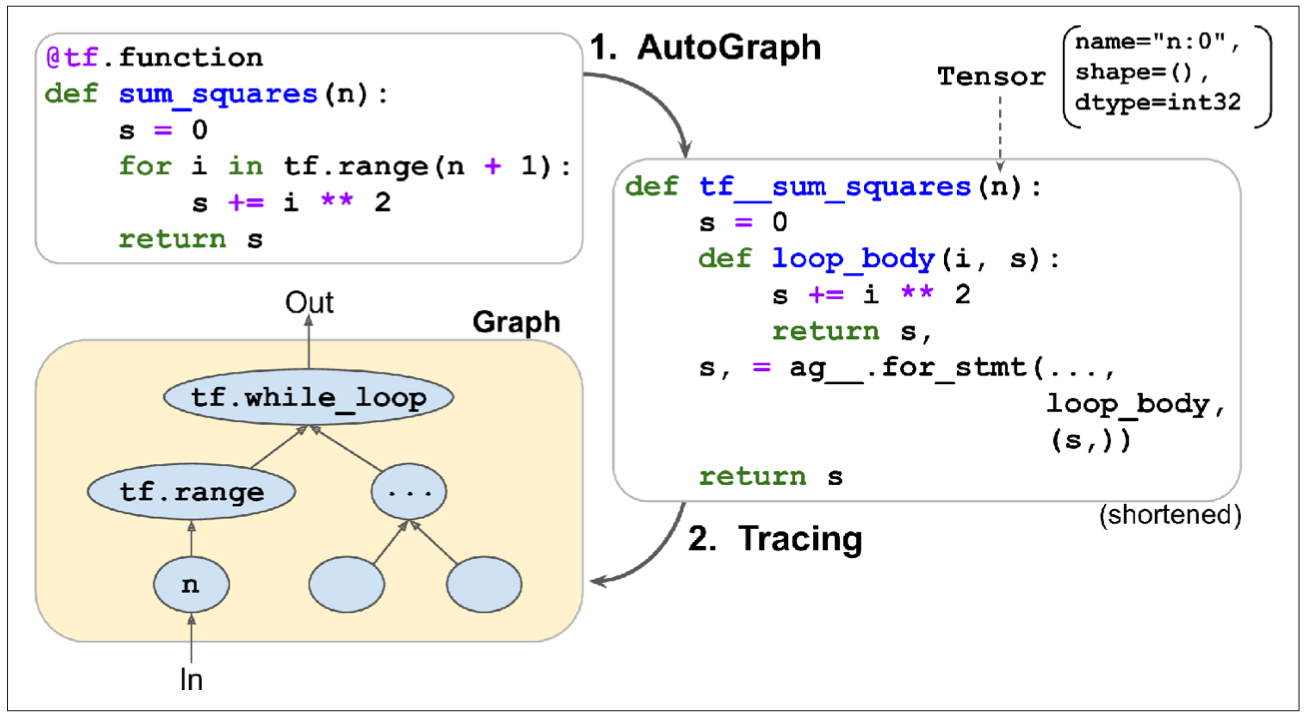 @tf.function
def sum_squares(n):
    s = 0
    for i in tf.range(n + 1):
        s += i ** 2
    return s
1. AutoGraph
Tensor
name="n:0",
shape=(),
dtype=int32
def tf__sum_squares(n):
    s = 0
    def loop_body(i, s):
        s += i ** 2
        return s,
    s, = ag__.for_stmt(...,
                       loop_body,
                       (s,))
    return s
(shortened)
2. Tracing
Graph
Out
tf.while_loop
tf.range
...
n
In